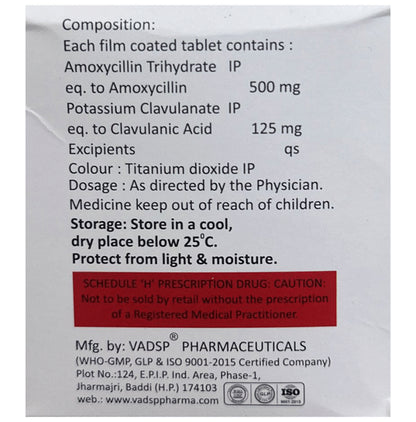 Composition:
Each film coated tablet contains :
Amoxycillin Trihydrate IP
eq. to Amoxycillin 500 mg
Potassium Clavulanate IP
eq. to Clavulanic Acid 125 mg
Excipients qs
Colour : Titanium dioxide IP
Dosage : As directed by the Physician.
Medicine keep out of reach of children.
Storage: Store in a cool,
dry place below 25°C.
Protect from light & moisture.
SCHEDULE 'H' PRESCRIPTION DRUG: CAUTION:
Not to be sold by retail without the prescription
of a Registered Medical Practitioner.
Mfg. by: VADSP® PHARMACEUTICALS
(WHO-GMP, GLP & ISO 9001-2015 Certified Company)
Plot No.:124, E.P.I.P. Ind. Area, Phase-1,
Jharmajri, Baddi (H.P.) 174103
web.: www.vadsppharma.com
GLP
ISO
9001-2015